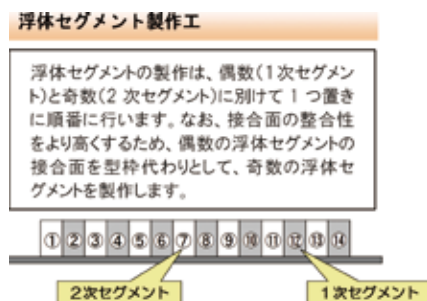 浮体セグメント製作工
浮体セグメントの製作は、偶数(1次セグメン
ト)と奇数(2 次セグメント)に別けて 1 つ置き
に順番に行います。なお、接合面の整合性
をより高くするため、偶数の浮体セグメントの
接合面を型枠代わりとして、奇数の浮体セ
グメントを製作します。
①②③④⑤⑥⑦⑧⑨⑩⑪⑫⑬⑭
2次セグメント 1次セグメント